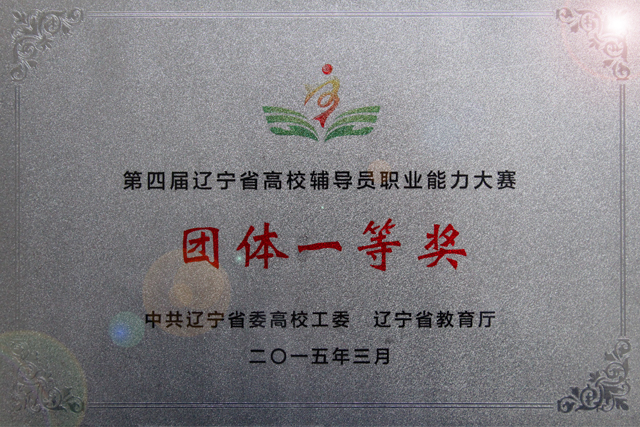 第四届辽宁省高校辅导员职业能力大赛
团体一等奖
中共辽宁省委高校工委 辽宁省教育厅
二〇一五年三月